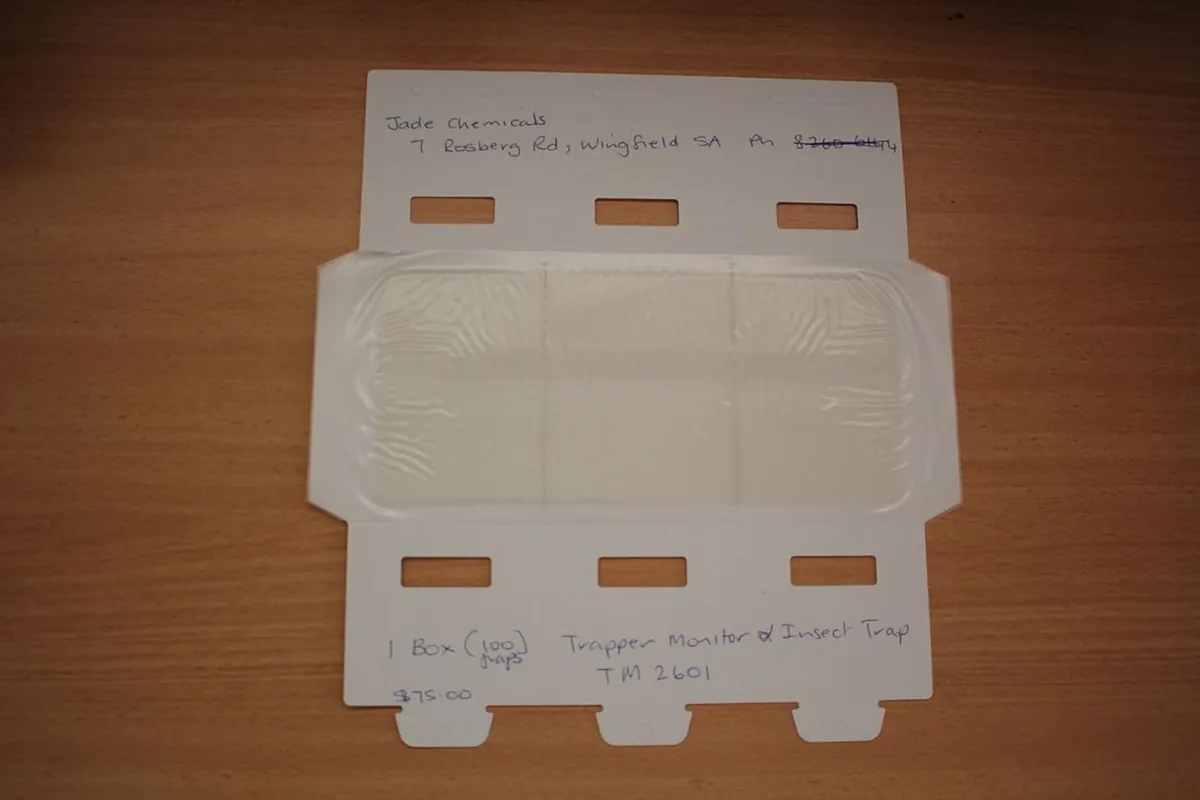 Jade Chemicals
7 Rosberg Rd, Wingfield SA Ph
1 Box (100 traps) Trapper Monitor & Insect Trap
TM 2601
$75.00